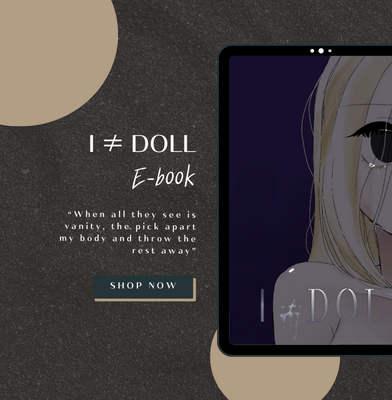 I ≠ DOLL
E-book
“When all they see is
vanity, the pick apart
my body and throw the
rest away”
SHOP NOW
I ≠ DOL